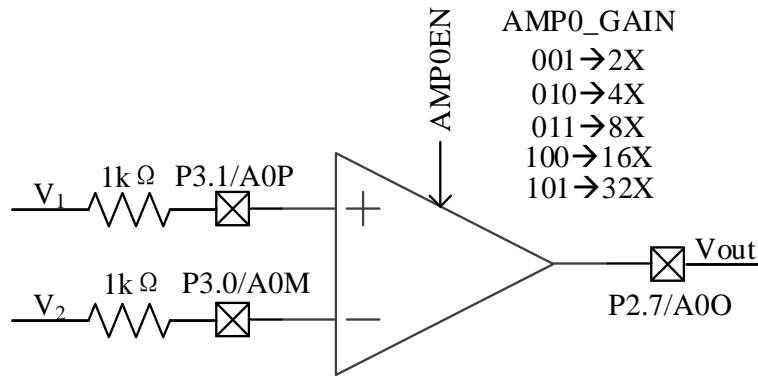 AMP0EN
AMP0_GAIN
001→2X
010→4X
011→8X
100→16X
101→32X
1kΩ
P3.1/A0P
V₁
+
1kΩ
P3.0/A0M
V₂
−
Vout
P2.7/A0O